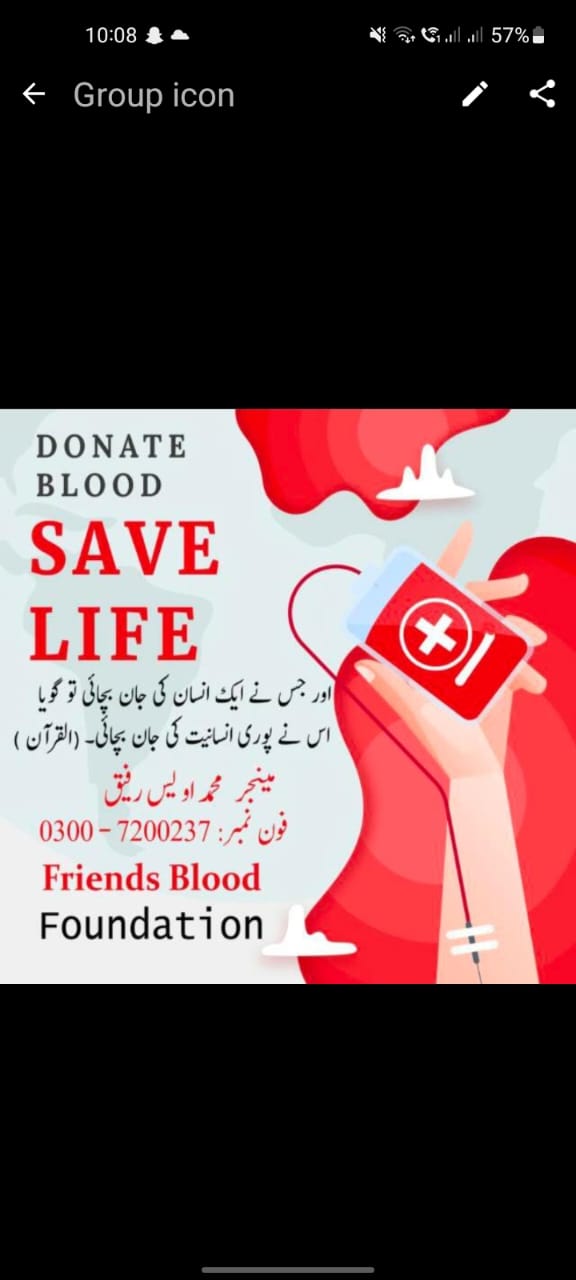 10:08
57%
Group icon
DONATE
BLOOD
SAVE
LIFE
اور جس نے ایک انسان کی جان بچائی تو گویا
اس نے پوری انسانیت کی جان بچائی۔ (القرآن)
مینجر محمد اویس رفیق
فون نمبر: 7200237 - 0300
Friends Blood
Foundation